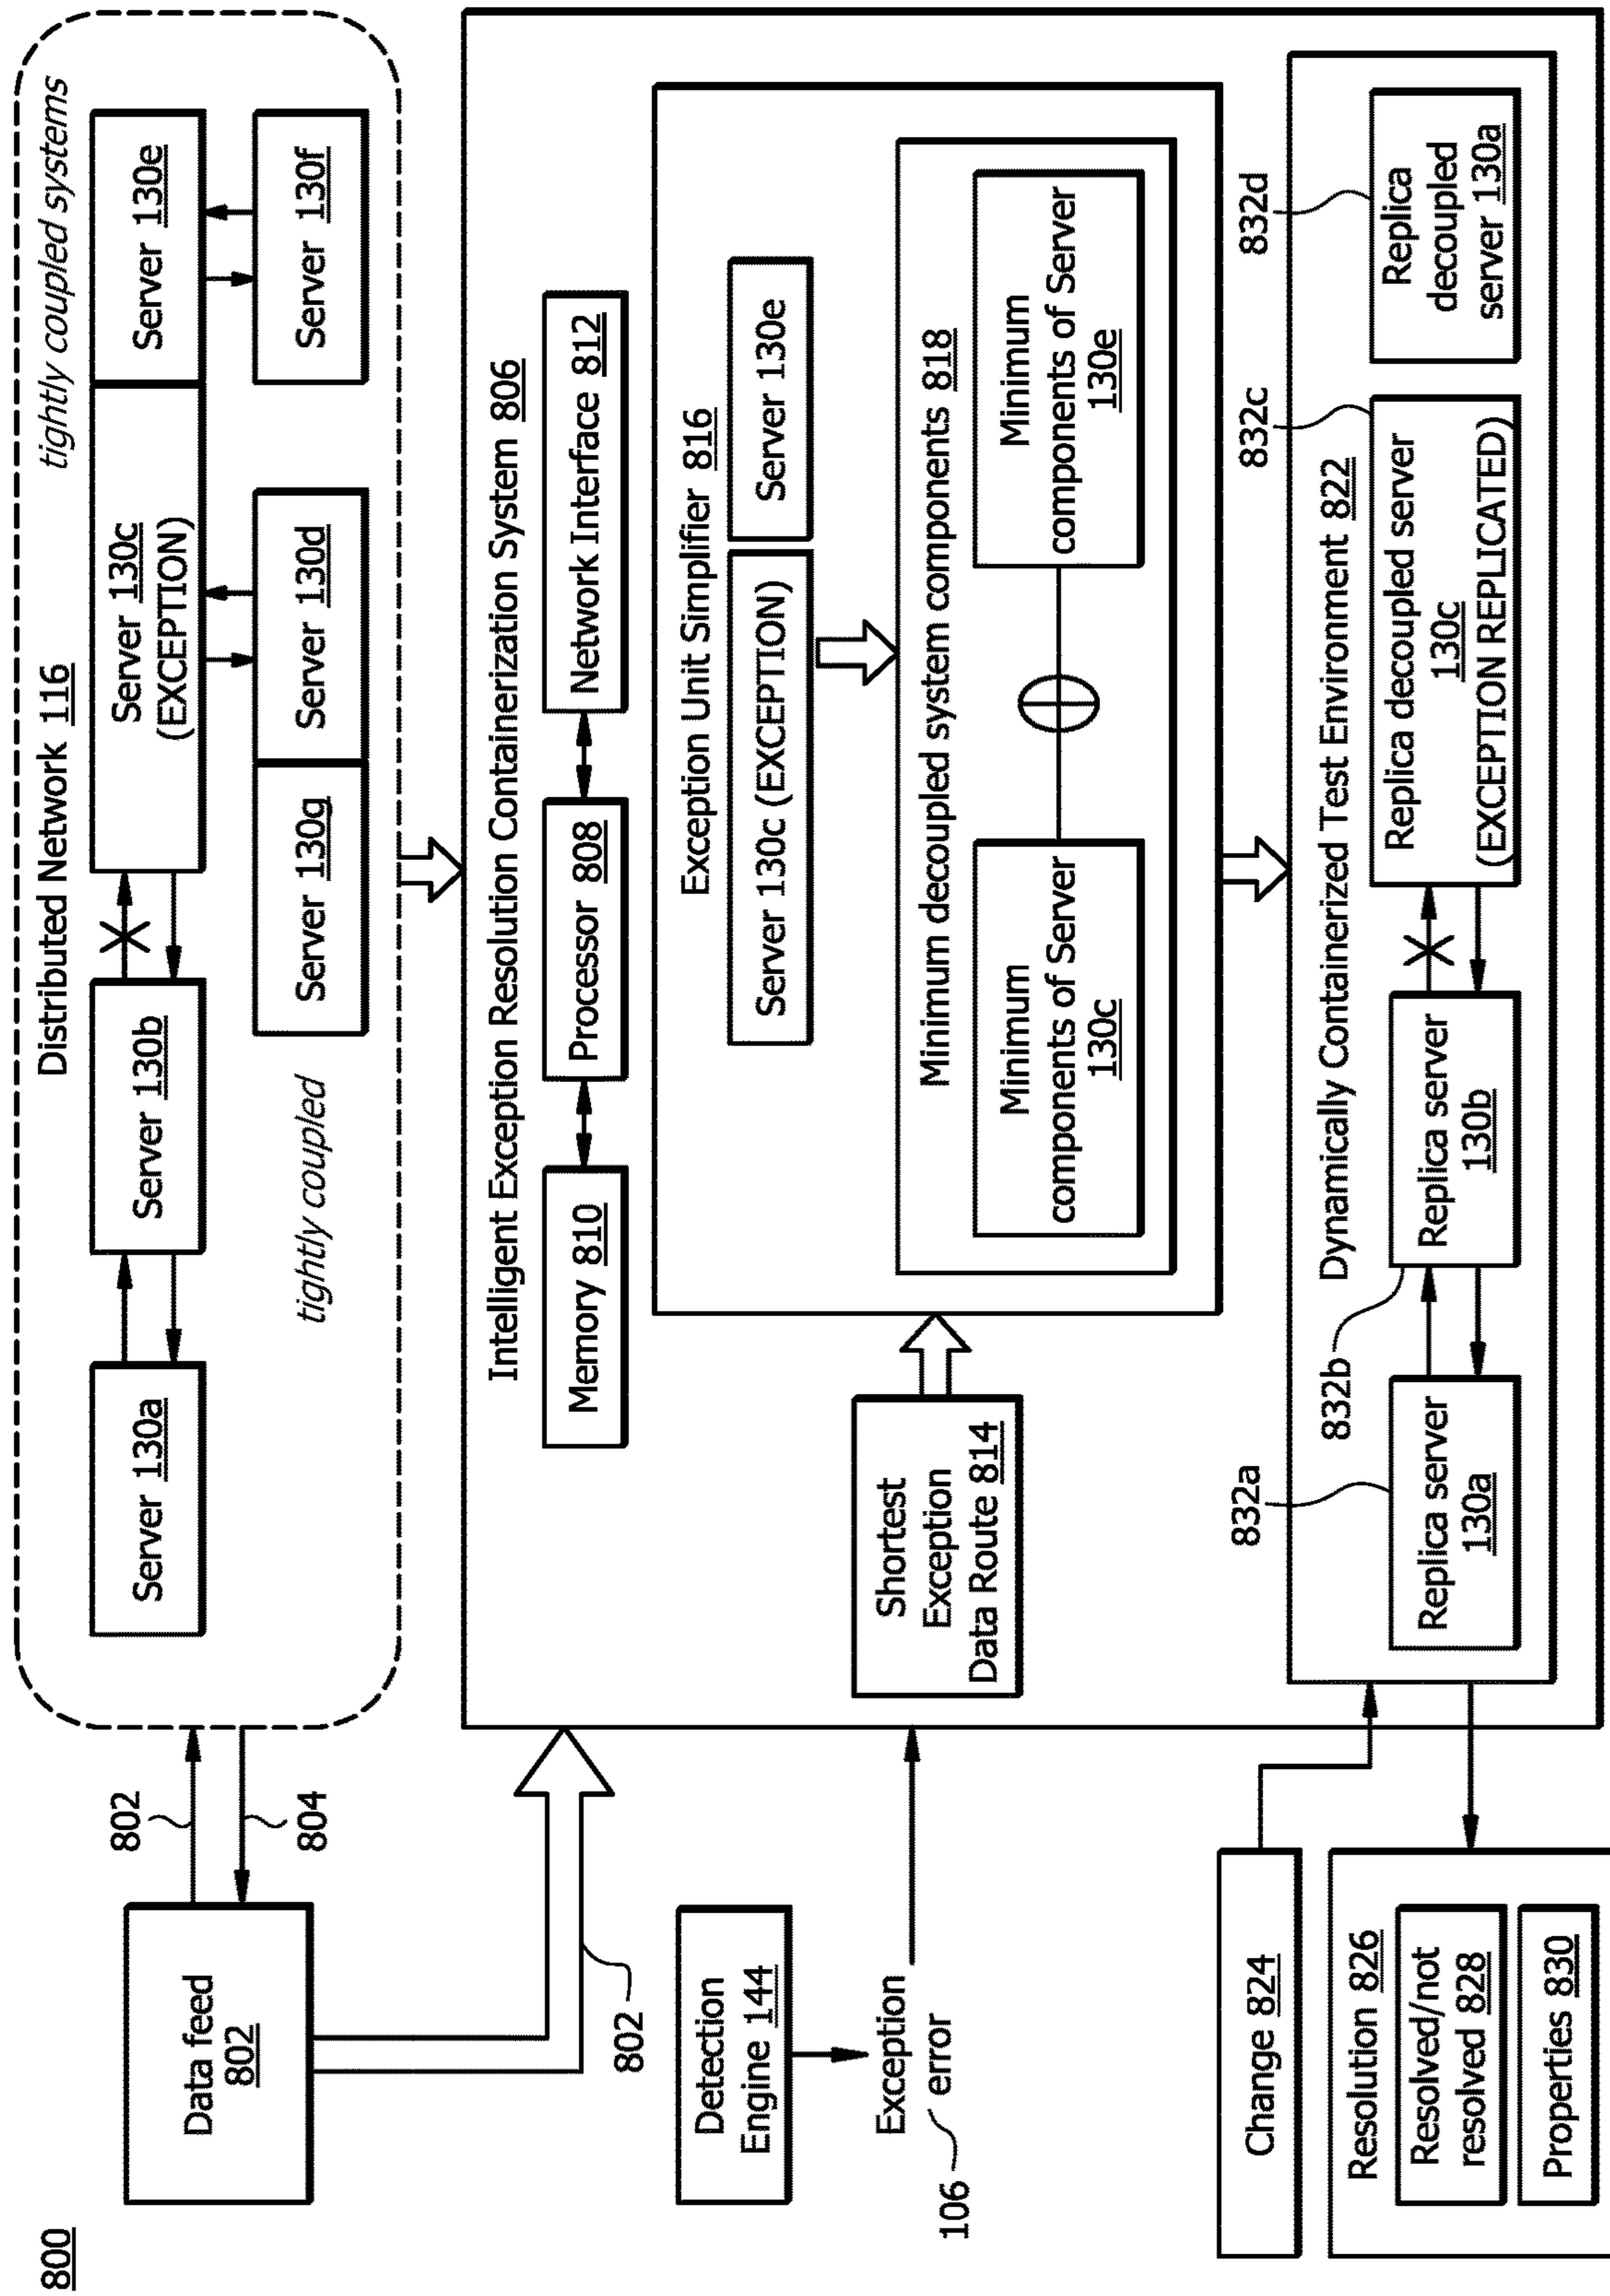 800
Data feed
802
802
804
802
Distributed Network 116
tightly coupled systems
Server 130a
Server 130b
Server 130c
(EXCEPTION)
Server 130e
Server 130g
Server 130d
Server 130f
tightly coupled
Detection
Engine 144
Exception
error
106
Intelligent Exception Resolution Containerization System 806
Memory 810
Processor 808
Network Interface 812
Shortest
Exception
Data Route 814
Exception Unit Simplifier 816
Server 130c (EXCEPTION)
Server 130e
Minimum decoupled system components 818
Minimum
components of Server
130c
Minimum
components of Server
130e
Change 824
Resolution 826
Resolved/not
resolved 828
Properties 830
Dynamically Containerized Test Environment 822
832a
832b
832c
832d
Replica server
130a
Replica server
130b
Replica decoupled server
130c
(EXCEPTION REPLICATED)
Replica
decoupled
server 130a